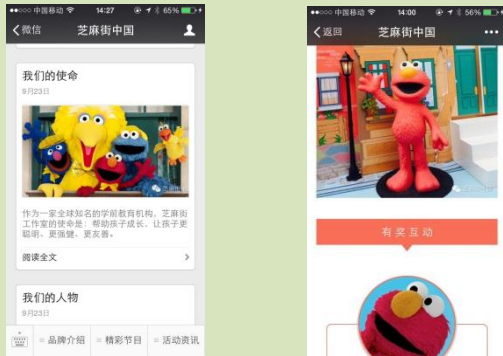 中国移动 14:27 65%
微信 芝麻街中国
我们的使命
9月23日
作为一家全球知名的学前教育机构，芝麻街
工作室的使命是：帮助孩子成长，让孩子更
聪明、更强健、更友善。
阅读全文
我们的人物
9月23日
品牌介绍 精彩节目 活动资讯
中国移动 14:00 56%
返回 芝麻街中国
有奖互动